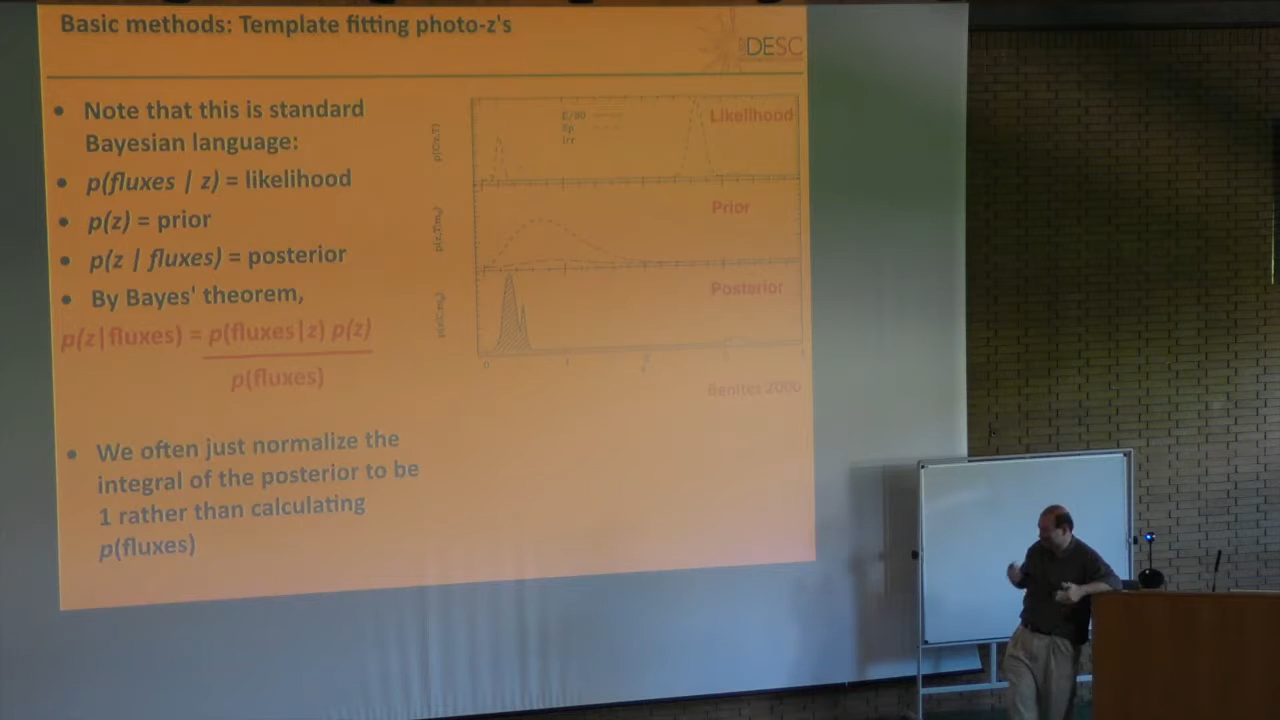 Basic methods: Template fitting photo-z's
DESC
• Note that this is standard
Bayesian language:
• p(fluxes | z) = likelihood
• p(z) = prior
• p(z | fluxes) = posterior
• By Bayes' theorem,
p(z|fluxes) = p(fluxes|z) p(z)
p(fluxes)
• We often just normalize the
integral of the posterior to be
1 rather than calculating
p(fluxes)
Likelihood
Prior
Posterior
0
Benitez 2000